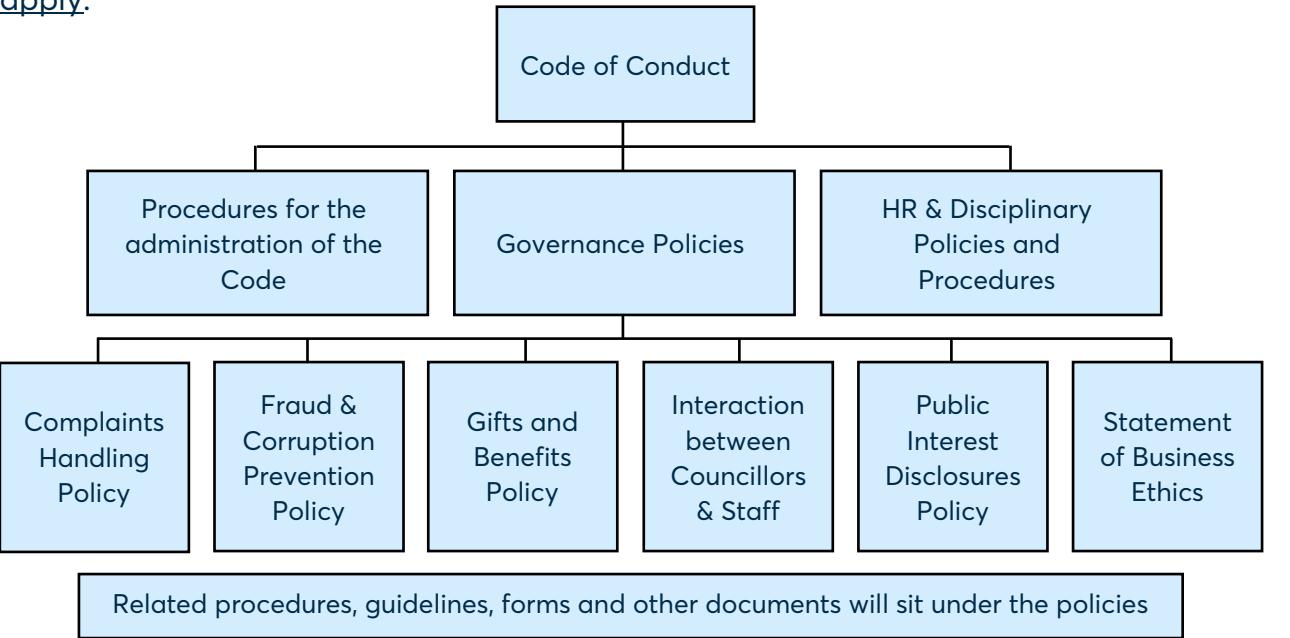 apply.
Code of Conduct
Procedures for the
administration of the
Code
Governance Policies
HR & Disciplinary
Policies and
Procedures
Complaints
Handling
Policy
Fraud &
Corruption
Prevention
Policy
Gifts and
Benefits
Policy
Interaction
between
Councillors
& Staff
Public
Interest
Disclosures
Policy
Statement
of Business
Ethics
Related procedures, guidelines, forms and other documents will sit under the policies